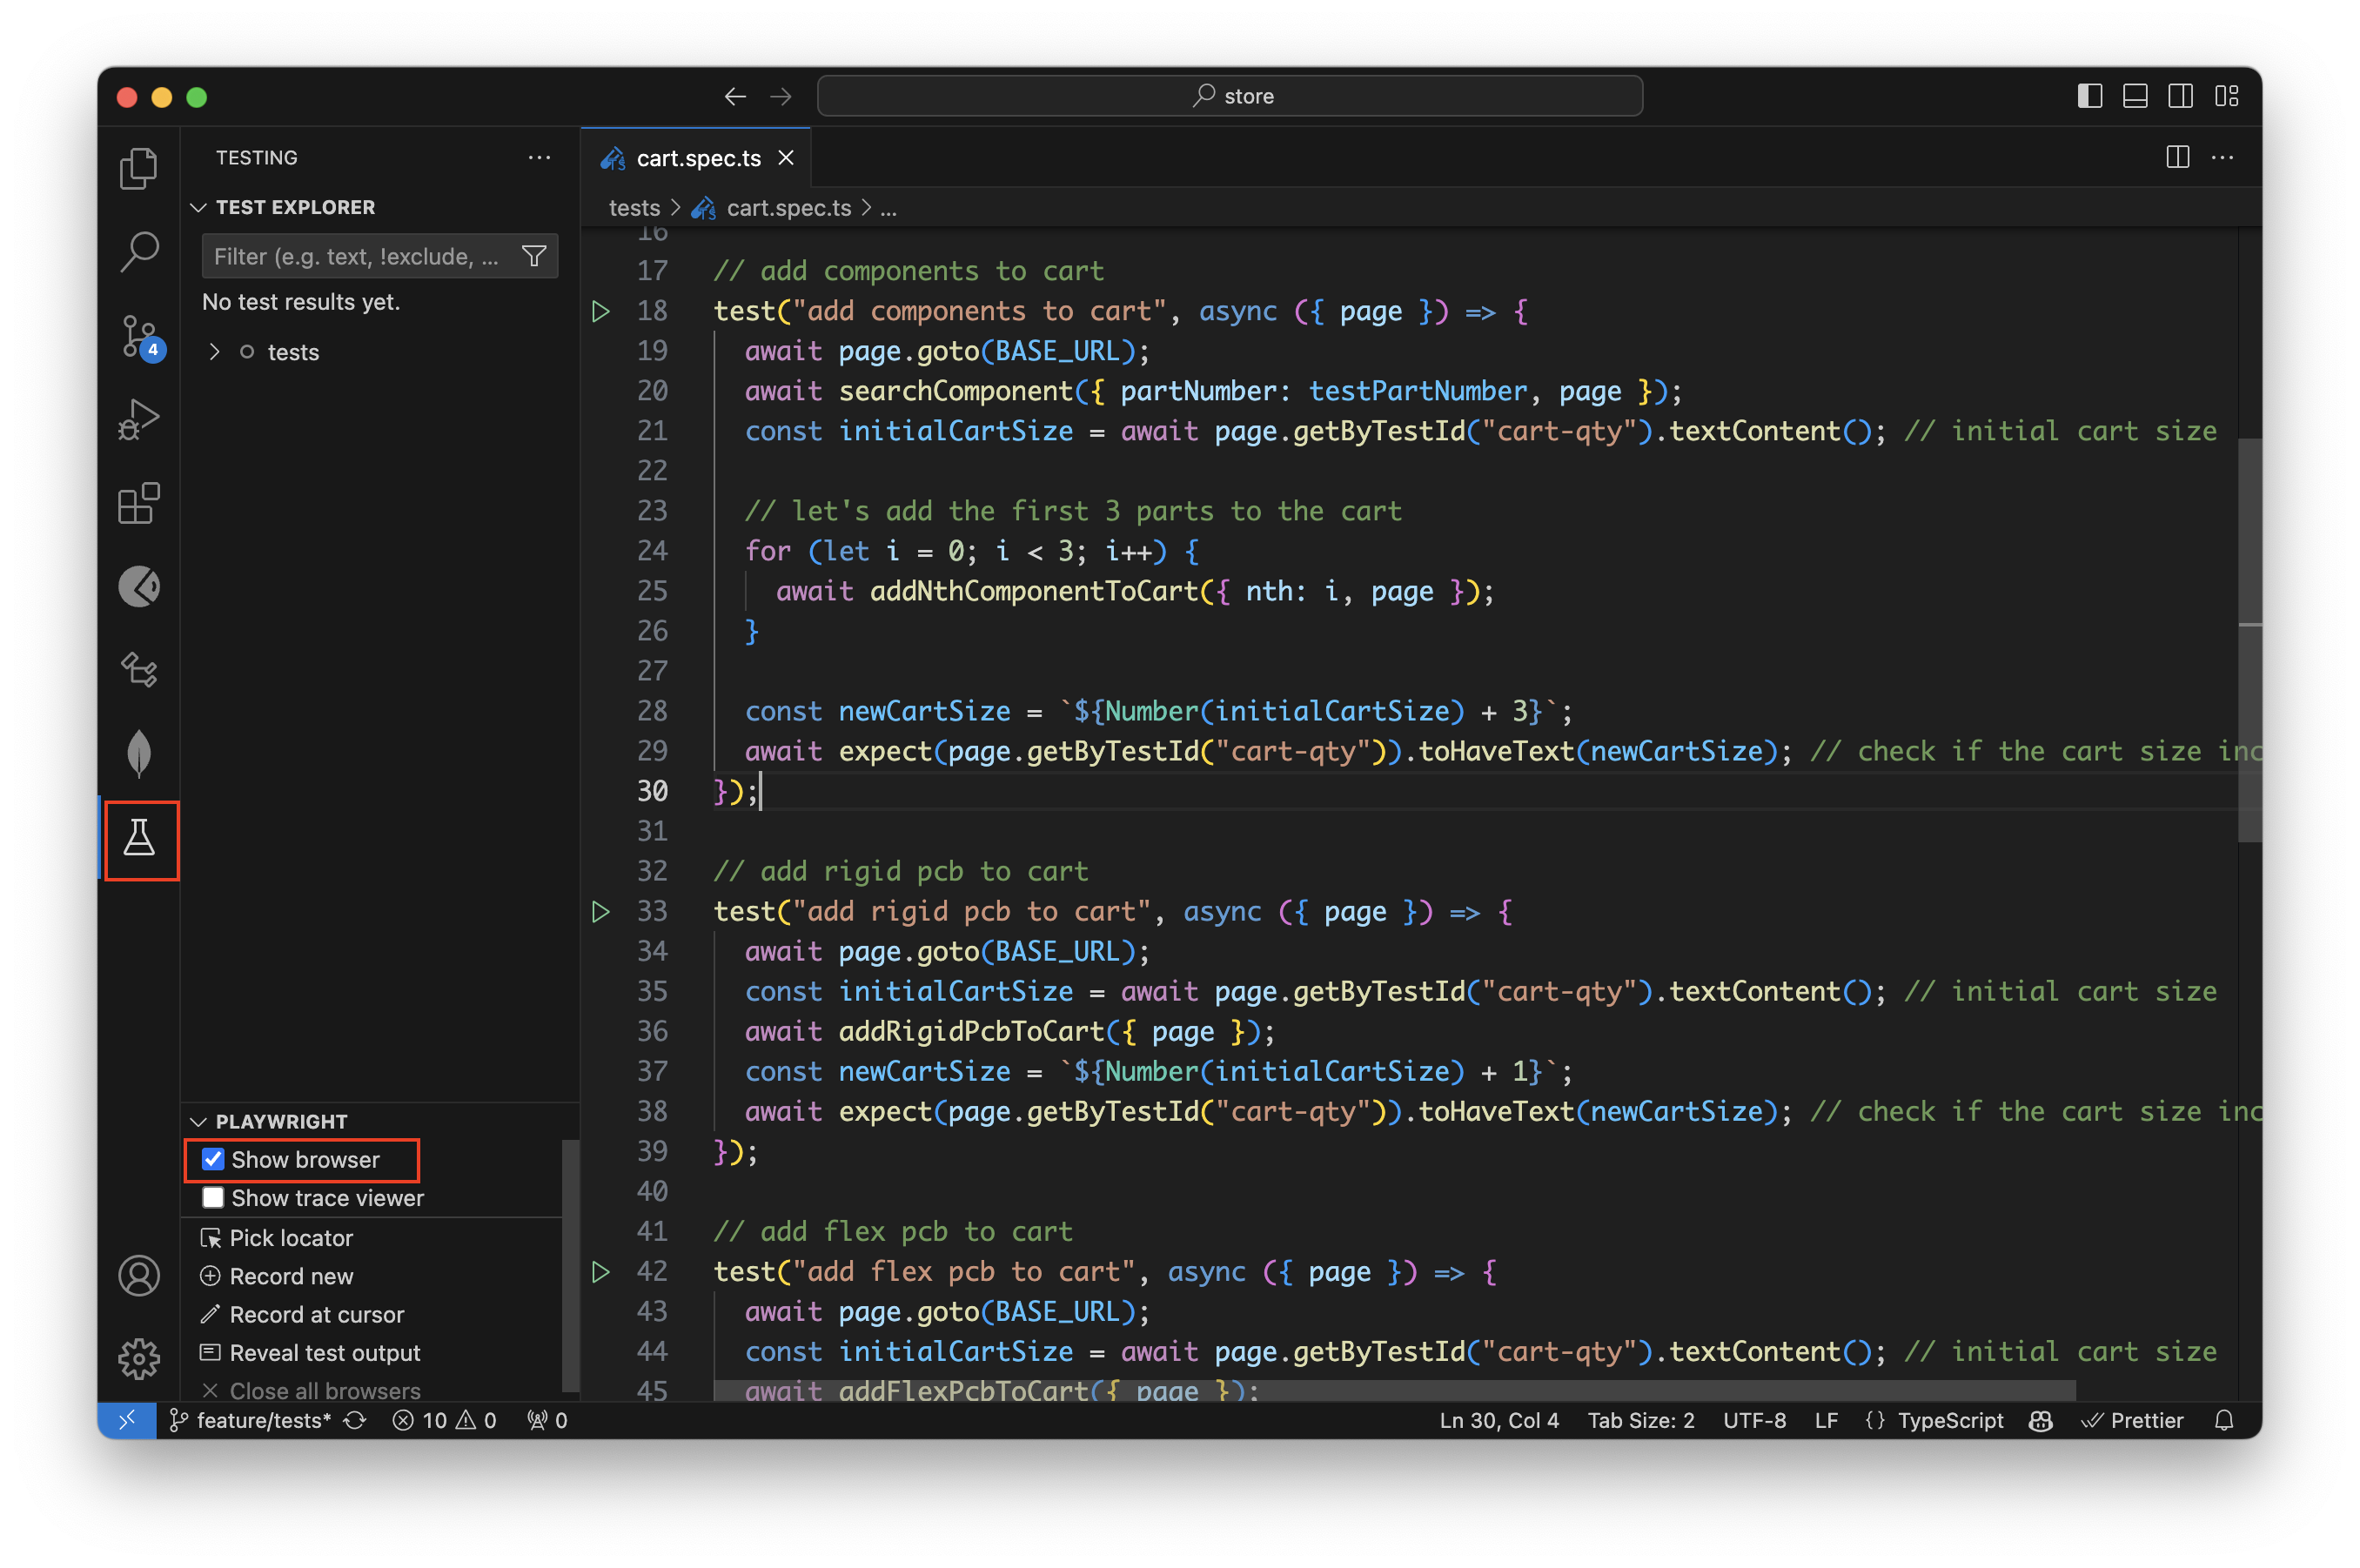 store
TESTING
TEST EXPLORER
Filter (e.g. text, !exclude, ...
No test results yet.
tests
4
PLAYWRIGHT
Show browser
Show trace viewer
Pick locator
Record new
Record at cursor
Reveal test output
Close all browsers
cart.spec.ts
tests > cart.spec.ts > ...
16
17 // add components to cart
18 test("add components to cart", async ({ page }) => {
19 await page.goto(BASE_URL);
20 await searchComponent({ partNumber: testPartNumber, page });
21 const initialCartSize = await page.getByTestId("cart-qty").textContent(); // initial cart size
22
23 // let's add the first 3 parts to the cart
24 for (let i = 0; i < 3; i++) {
25 await addNthComponentToCart({ nth: i, page });
26 }
27
28 const newCartSize = `${Number(initialCartSize) + 3}`;
29 await expect(page.getByTestId("cart-qty")).toHaveText(newCartSize); // check if the cart size inc
30 });
31
32 // add rigid pcb to cart
33 test("add rigid pcb to cart", async ({ page }) => {
34 await page.goto(BASE_URL);
35 const initialCartSize = await page.getByTestId("cart-qty").textContent(); // initial cart size
36 await addRigidPcbToCart({ page });
37 const newCartSize = `${Number(initialCartSize) + 1}`;
38 await expect(page.getByTestId("cart-qty")).toHaveText(newCartSize); // check if the cart size inc
39 });
40
41 // add flex pcb to cart
42 test("add flex pcb to cart", async ({ page }) => {
43 await page.goto(BASE_URL);
44 const initialCartSize = await page.getByTestId("cart-qty").textContent(); // initial cart size
45 await addFlexPcbToCart({ page });
feature/tests* 10 0 0 Ln 30, Col 4 Tab Size: 2 UTF-8 LF {} TypeScript Prettier